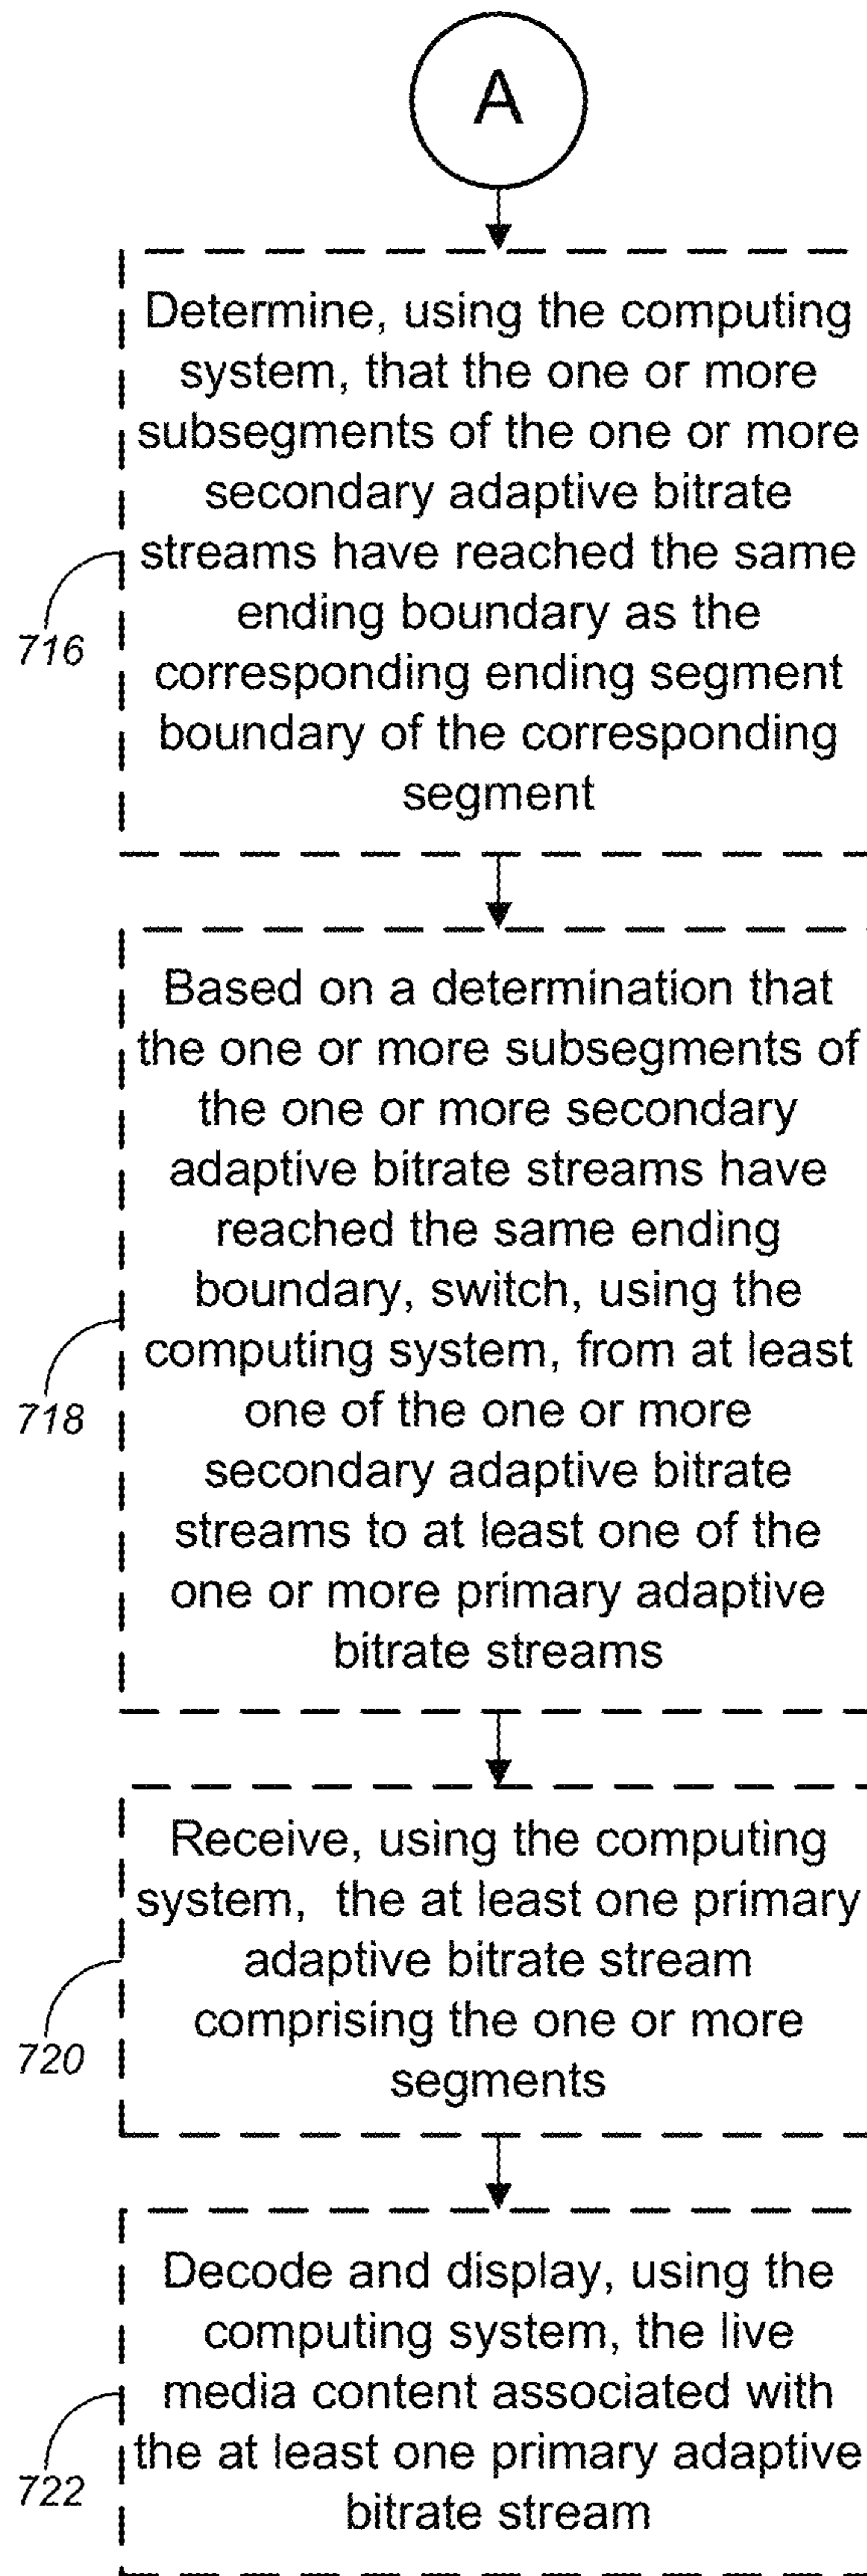 A
Determine, using the computing
system, that the one or more
subsegments of the one or more
secondary adaptive bitrate
streams have reached the same
ending boundary as the
corresponding ending segment
boundary of the corresponding
segment
716
Based on a determination that
the one or more subsegments of
the one or more secondary
adaptive bitrate streams have
reached the same ending
boundary, switch, using the
computing system, from at least
one of the one or more
secondary adaptive bitrate
streams to at least one of the
one or more primary adaptive
bitrate streams
718
Receive, using the computing
system, the at least one primary
adaptive bitrate stream
comprising the one or more
segments
720
Decode and display, using the
computing system, the live
media content associated with
the at least one primary adaptive
bitrate stream
722